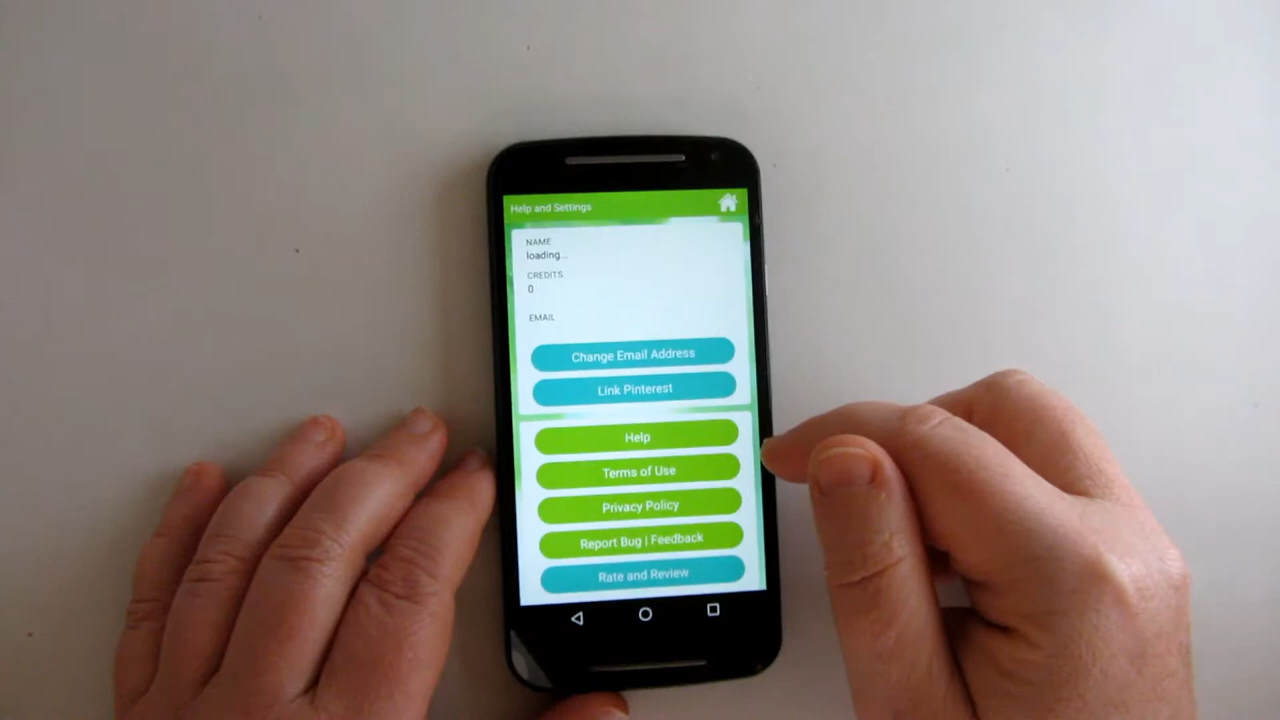 Help and Settings
NAME
loading...
CREDITS
0
EMAIL
Change Email Address
Link Pinterest
Help
Terms of Use
Privacy Policy
Report Bug | Feedback
Rate and Review